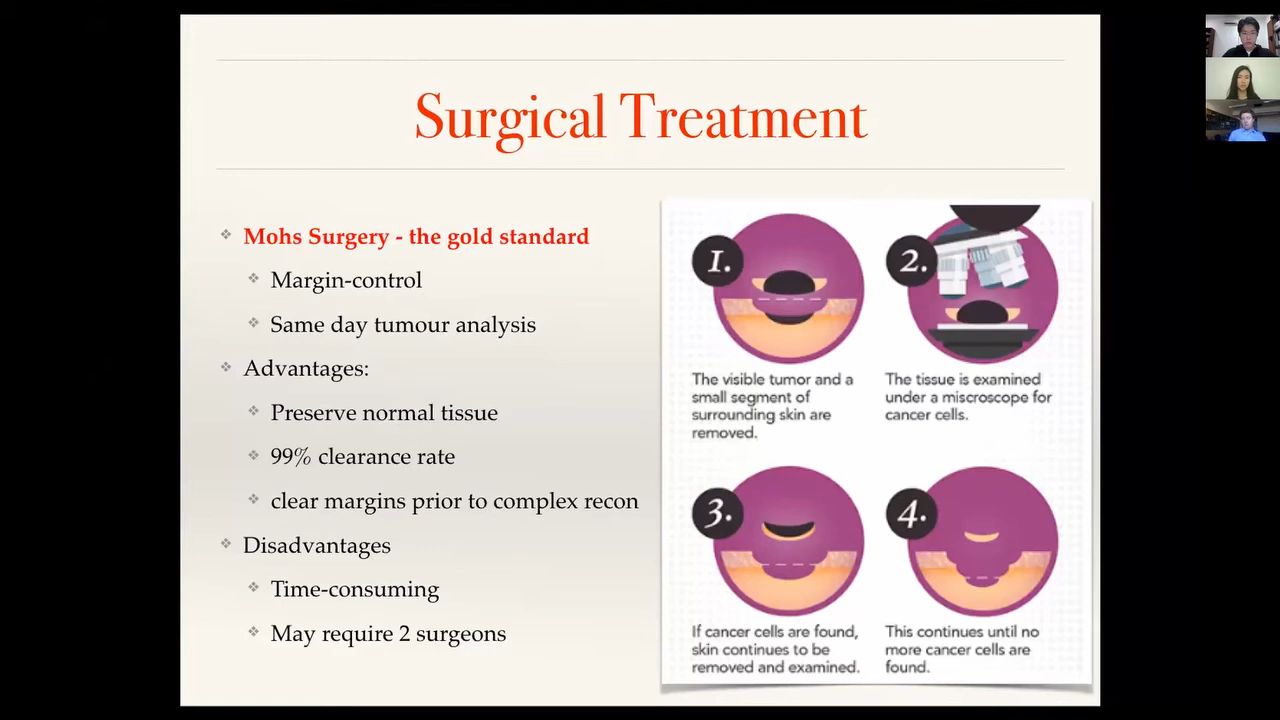 Surgical Treatment
Mohs Surgery - the gold standard
Margin-control
Same day tumour analysis
Advantages:
Preserve normal tissue
99% clearance rate
clear margins prior to complex recon
Disadvantages
Time-consuming
May require 2 surgeons
1.
The visible tumor and a
small segment of
surrounding skin are
removed.
2.
The tissue is examined
under a miscroscope for
cancer cells.
3.
If cancer cells are found,
skin continues to be
removed and examined.
4.
This continues until no
more cancer cells are
found.